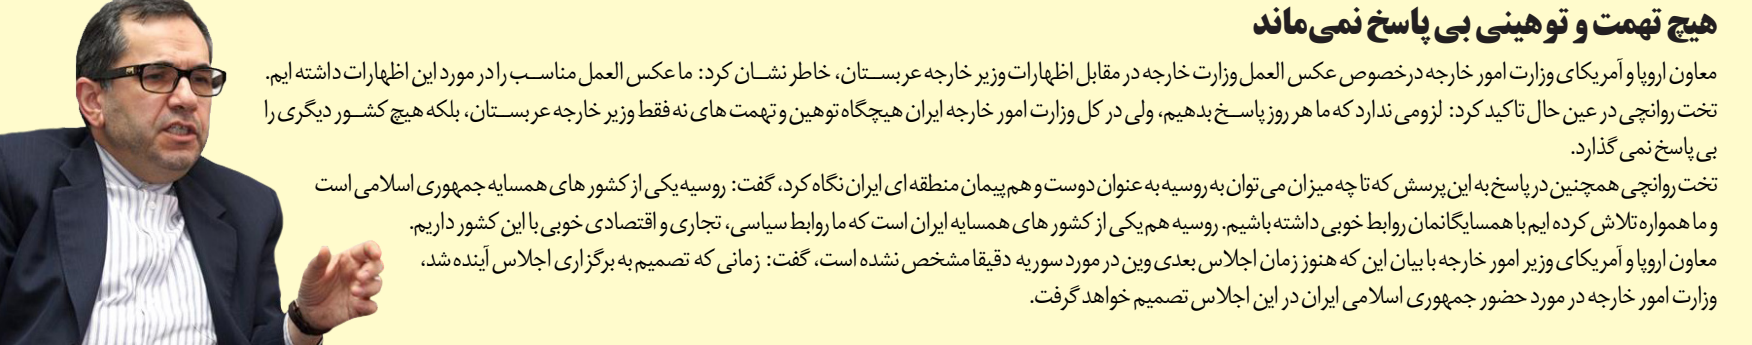 هیچ تهمت و توهینی بی پاسخ نمی‌ماند
معاون اروپا و آمریکای وزارت امور خارجه درخصوص عکس العمل وزارت خارجه در مقابل اظهارات وزیر خارجه عربستان، خاطر نشان کرد: ما عکس العمل مناسب را در مورد این اظهارات داشته ایم.
تخت روانچی در عین حال تاکید کرد: لزومی ندارد که ما هر روز پاسخ بدهیم، ولی در کل وزارت امور خارجه ایران هیچگاه توهین و تهمت های نه فقط وزیر خارجه عربستان، بلکه هیچ کشور دیگری را
بی پاسخ نمی گذارد.
تخت روانچی همچنین در پاسخ به این پرسش که تا چه میزان می توان به روسیه به عنوان دوست و هم پیمان منطقه ای ایران نگاه کرد، گفت: روسیه یکی از کشور های همسایه جمهوری اسلامی است
و ما همواره تلاش کرده ایم با همسایگانمان روابط خوبی داشته باشیم. روسیه هم یکی از کشور های همسایه ایران است که ما روابط سیاسی، تجاری و اقتصادی خوبی با این کشور داریم.
معاون اروپا و آمریکای وزیر امور خارجه با بیان این که هنوز زمان اجلاس بعدی وین در مورد سوریه دقیقا مشخص نشده است، گفت: زمانی که تصمیم به برگزاری اجلاس آینده شد،
وزارت امور خارجه در مورد حضور جمهوری اسلامی ایران در این اجلاس تصمیم خواهد گرفت.